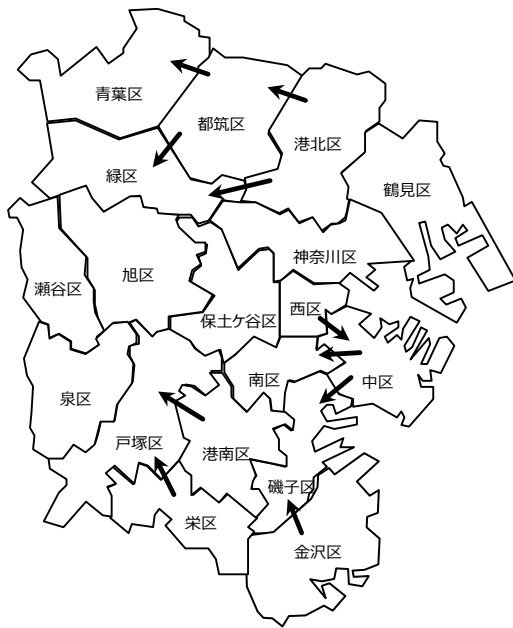 青葉区
都筑区
港北区
緑区
鶴見区
神奈川区
瀬谷区
旭区
西区
保土ケ谷区
南区
中区
泉区
戸塚区
港南区
磯子区
栄区
金沢区